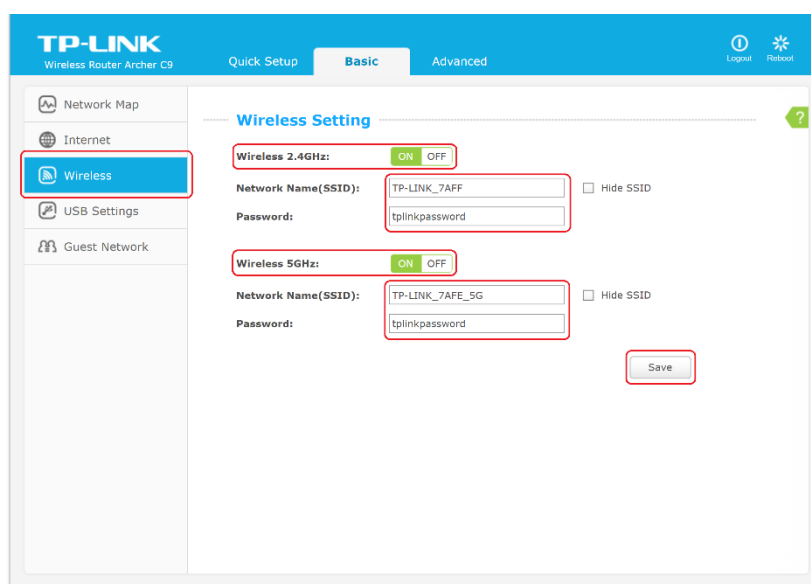 TP-LINK
Wireless Router Archer C9
Quick Setup
Basic
Advanced
Logout
Reboot
Network Map
Internet
Wireless
USB Settings
Guest Network
Wireless Setting
?
Wireless 2.4GHz: ON OFF
Network Name(SSID): TP-LINK_7AFF Hide SSID
Password: tplinkpassword
Wireless 5GHz: ON OFF
Network Name(SSID): TP-LINK_7AFE_5G Hide SSID
Password: tplinkpassword
Save